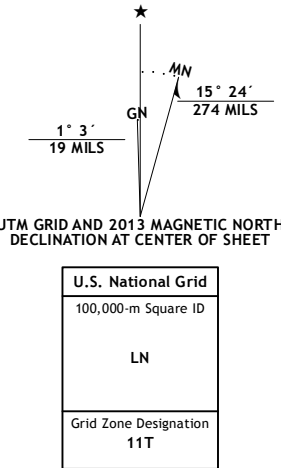 ★
MN
15° 24´
274 MILS
GN
1° 3´
19 MILS
UTM GRID AND 2013 MAGNETIC NORTH
DECLINATION AT CENTER OF SHEET
U.S. National Grid
100,000-m Square ID
LN
Grid Zone Designation
11T